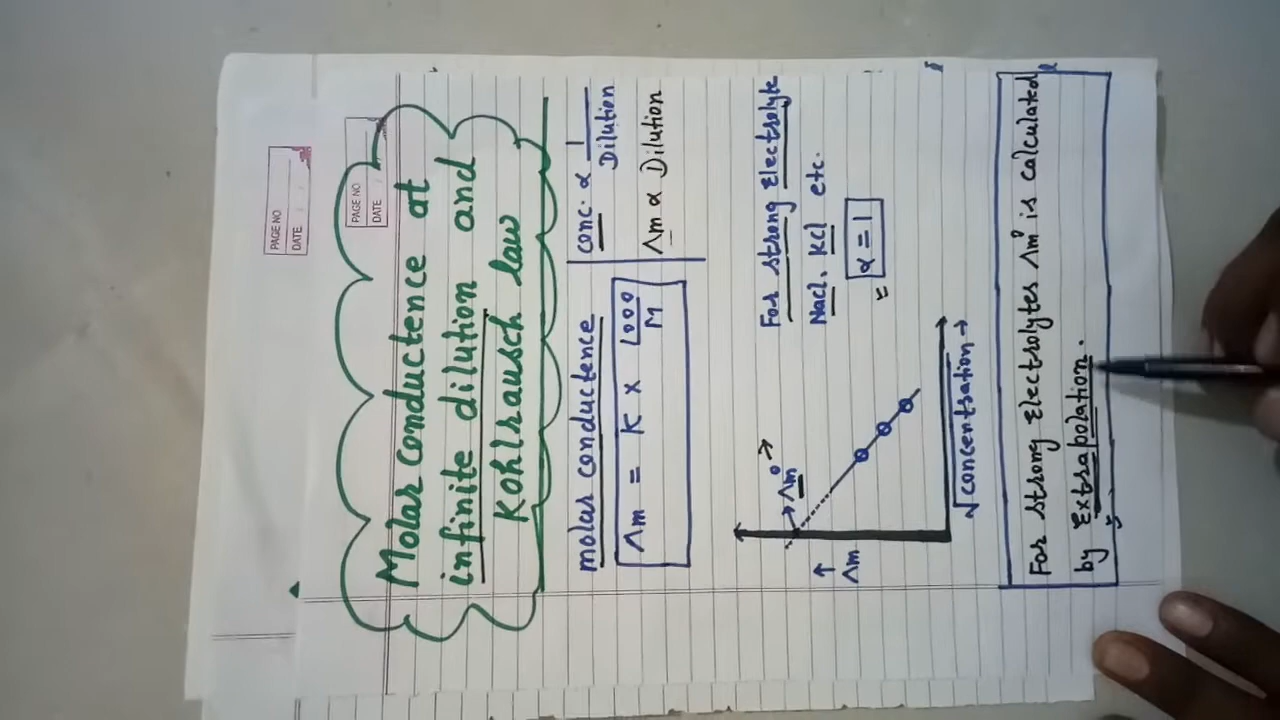 PAGE NO
DATE
PAGE NO
DATE
Molar conductence at
infinite dilution and
Kohlrausch law
molar conductence
Λm = K × 1000/M
conc. α 1/Dilution
Λm α Dilution
For strong Electrolyte
Nacl, KCl etc.
α = 1
Λm°
↑
Λm
√concentration →
For strong Electrolytes Λm° is calculated
by Extrapolation.